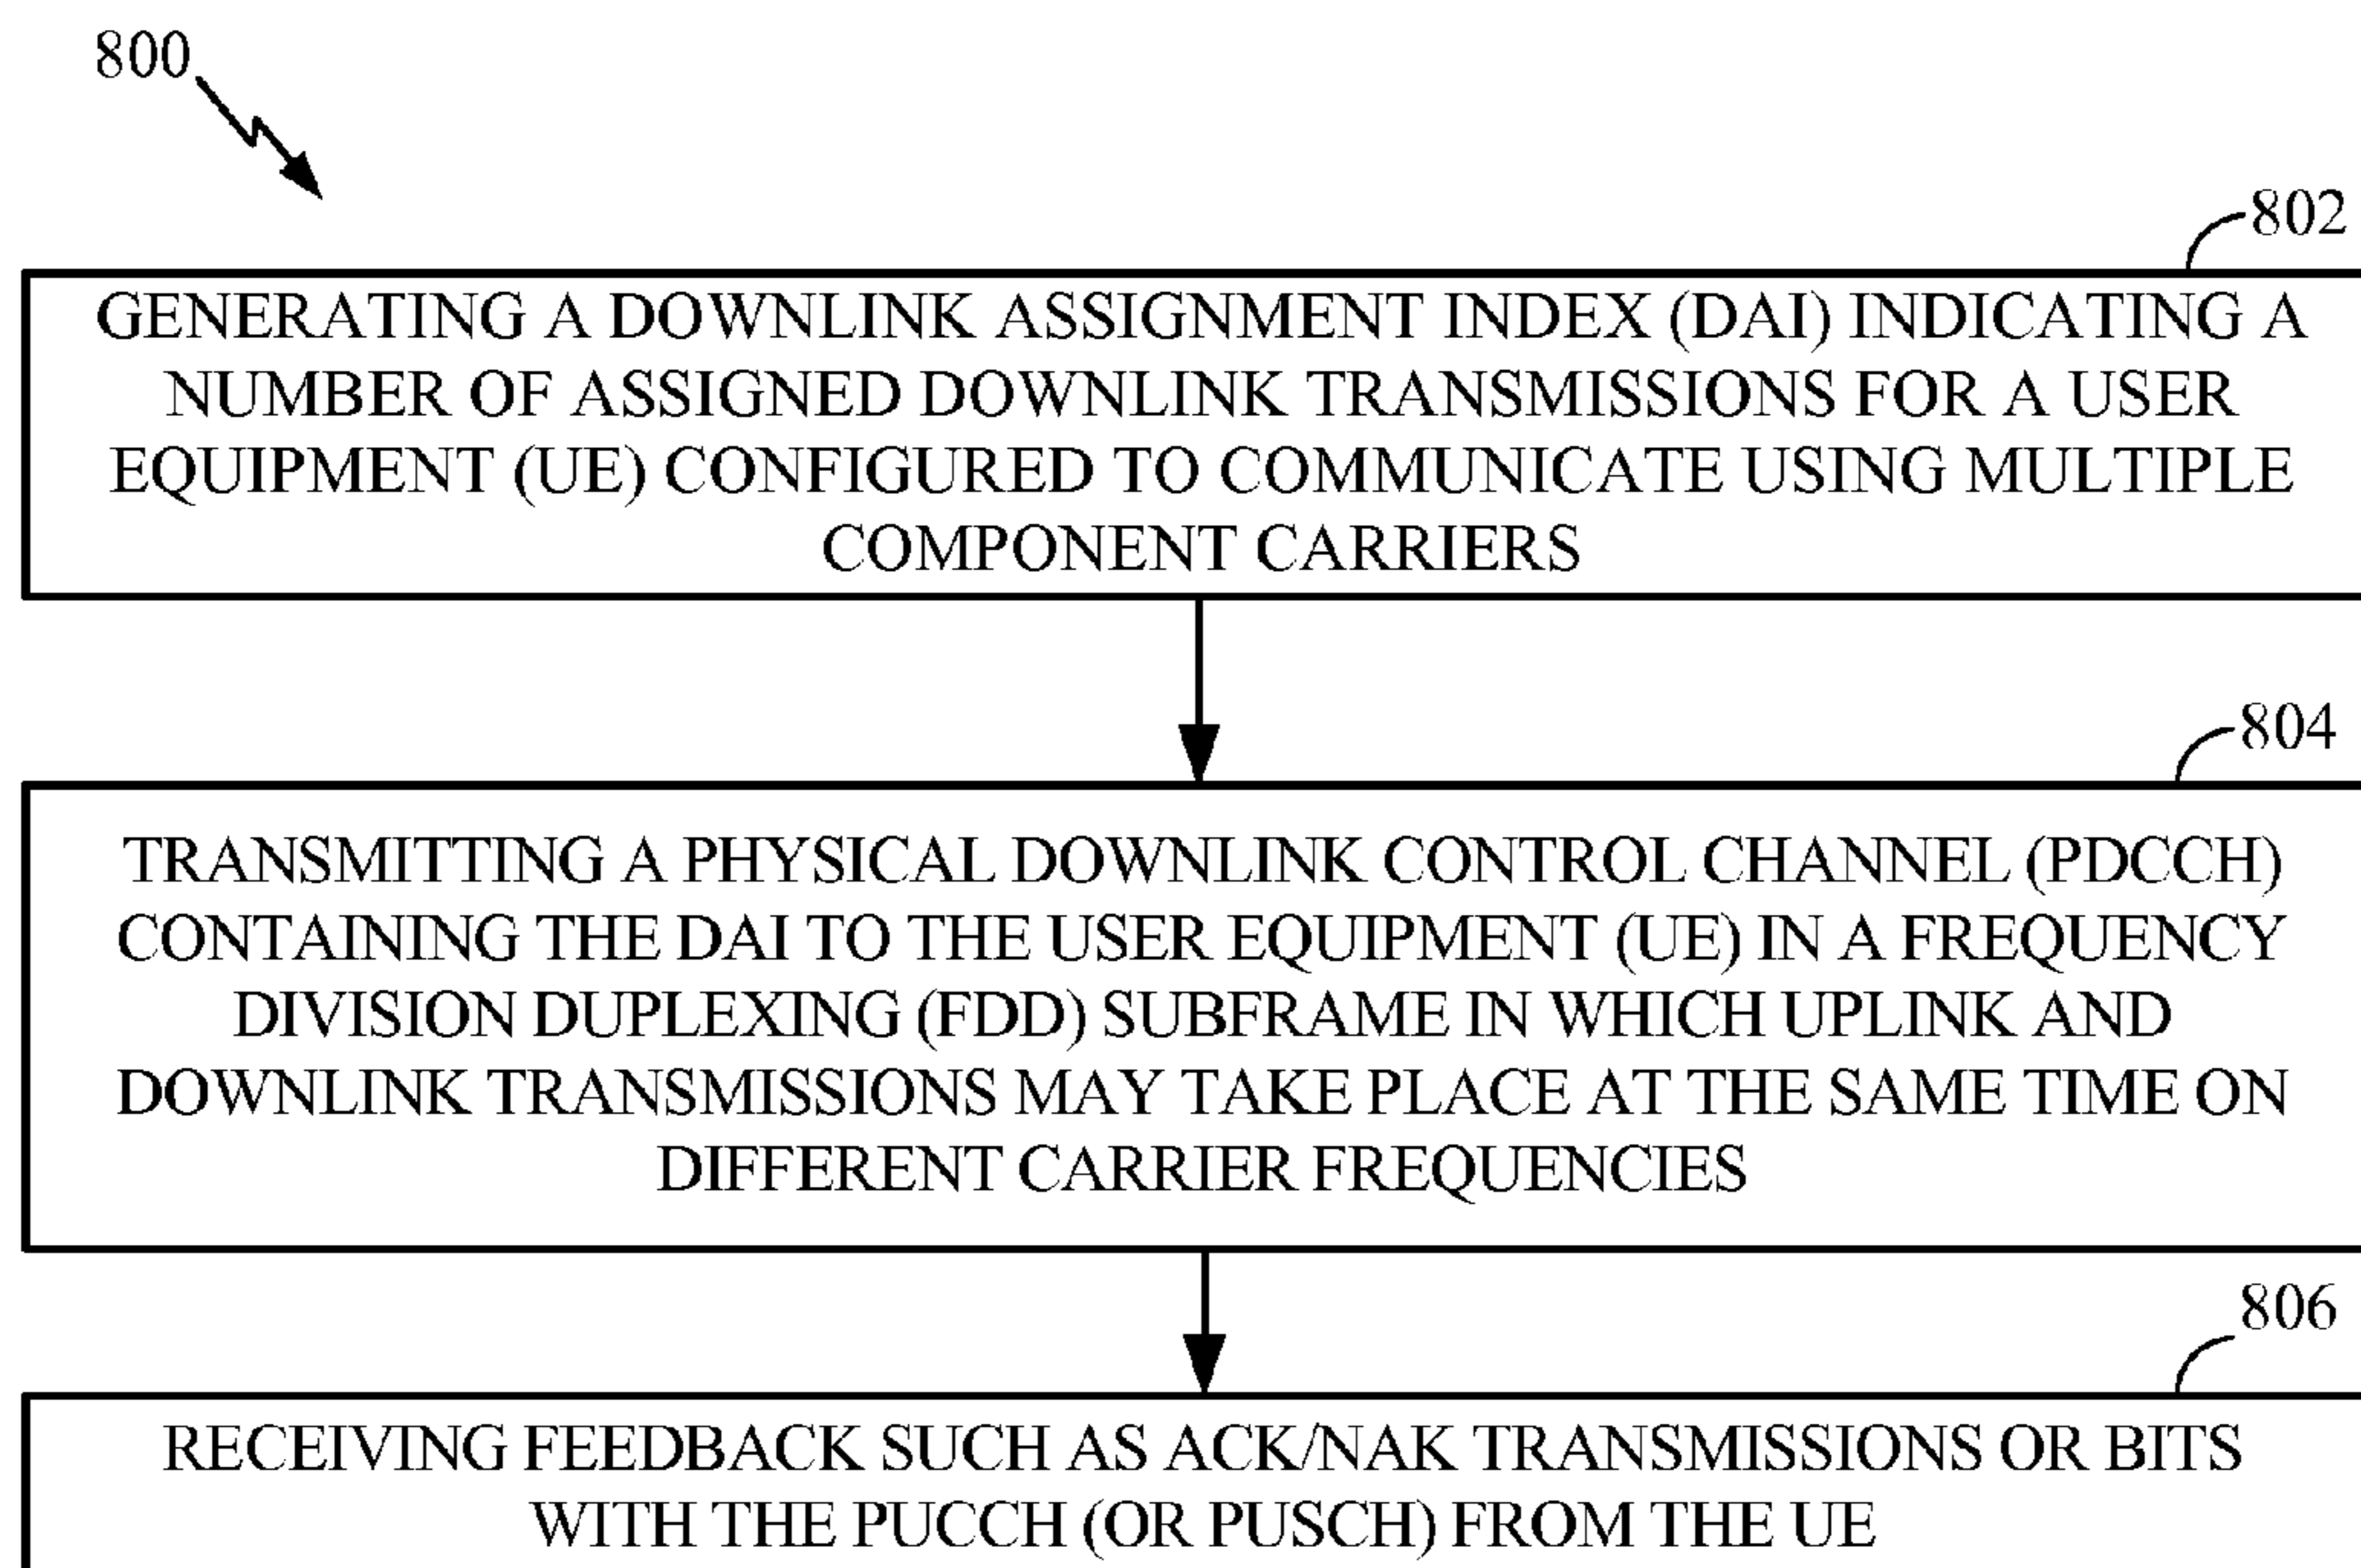 800
802
GENERATING A DOWNLINK ASSIGNMENT INDEX (DAI) INDICATING A
NUMBER OF ASSIGNED DOWNLINK TRANSMISSIONS FOR A USER
EQUIPMENT (UE) CONFIGURED TO COMMUNICATE USING MULTIPLE
COMPONENT CARRIERS
804
TRANSMITTING A PHYSICAL DOWNLINK CONTROL CHANNEL (PDCCH)
CONTAINING THE DAI TO THE USER EQUIPMENT (UE) IN A FREQUENCY
DIVISION DUPLEXING (FDD) SUBFRAME IN WHICH UPLINK AND
DOWNLINK TRANSMISSIONS MAY TAKE PLACE AT THE SAME TIME ON
DIFFERENT CARRIER FREQUENCIES
806
RECEIVING FEEDBACK SUCH AS ACK/NAK TRANSMISSIONS OR BITS
WITH THE PUCCH (OR PUSCH) FROM THE UE